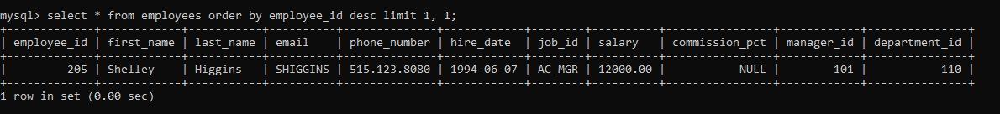 mysql> select * from employees order by employee_id desc limit 1, 1;
+-------------+------------+-----------+----------+--------------+------------+--------+----------+----------------+------------+---------------+
| employee_id | first_name | last_name | email    | phone_number | hire_date  | job_id | salary   | commission_pct | manager_id | department_id |
+-------------+------------+-----------+----------+--------------+------------+--------+----------+----------------+------------+---------------+
|         205 | Shelley    | Higgins   | SHIGGINS | 515.123.8080 | 1994-06-07 | AC_MGR | 12000.00 |           NULL |        101 |           110 |
+-------------+------------+-----------+----------+--------------+------------+--------+----------+----------------+------------+---------------+
1 row in set (0.00 sec)